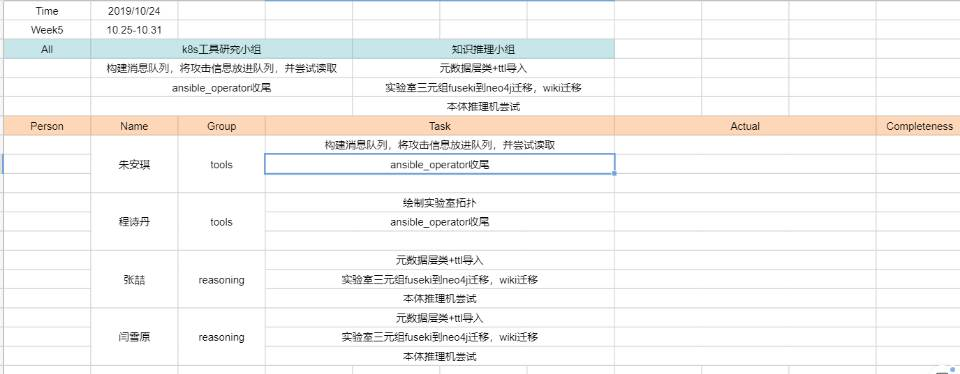 Time 2019/10/24
Week5 10.25-10.31
All k8s工具研究小组 知识推理小组
构建消息队列，将攻击信息放进队列，并尝试读取 元数据层类+ttl导入
ansible_operator收尾 实验室三元组fuseki到neo4j迁移，wiki迁移
本体推理机尝试
Person Name Group Task Actual Completeness
构建消息队列，将攻击信息放进队列，并尝试读取
朱安琪 tools ansible_operator收尾
绘制实验室拓扑
程诗丹 tools ansible_operator收尾
元数据层类+ttl导入
张喆 reasoning 实验室三元组fuseki到neo4j迁移，wiki迁移
本体推理机尝试
元数据层类+ttl导入
闫雪原 reasoning 实验室三元组fuseki到neo4j迁移，wiki迁移
本体推理机尝试